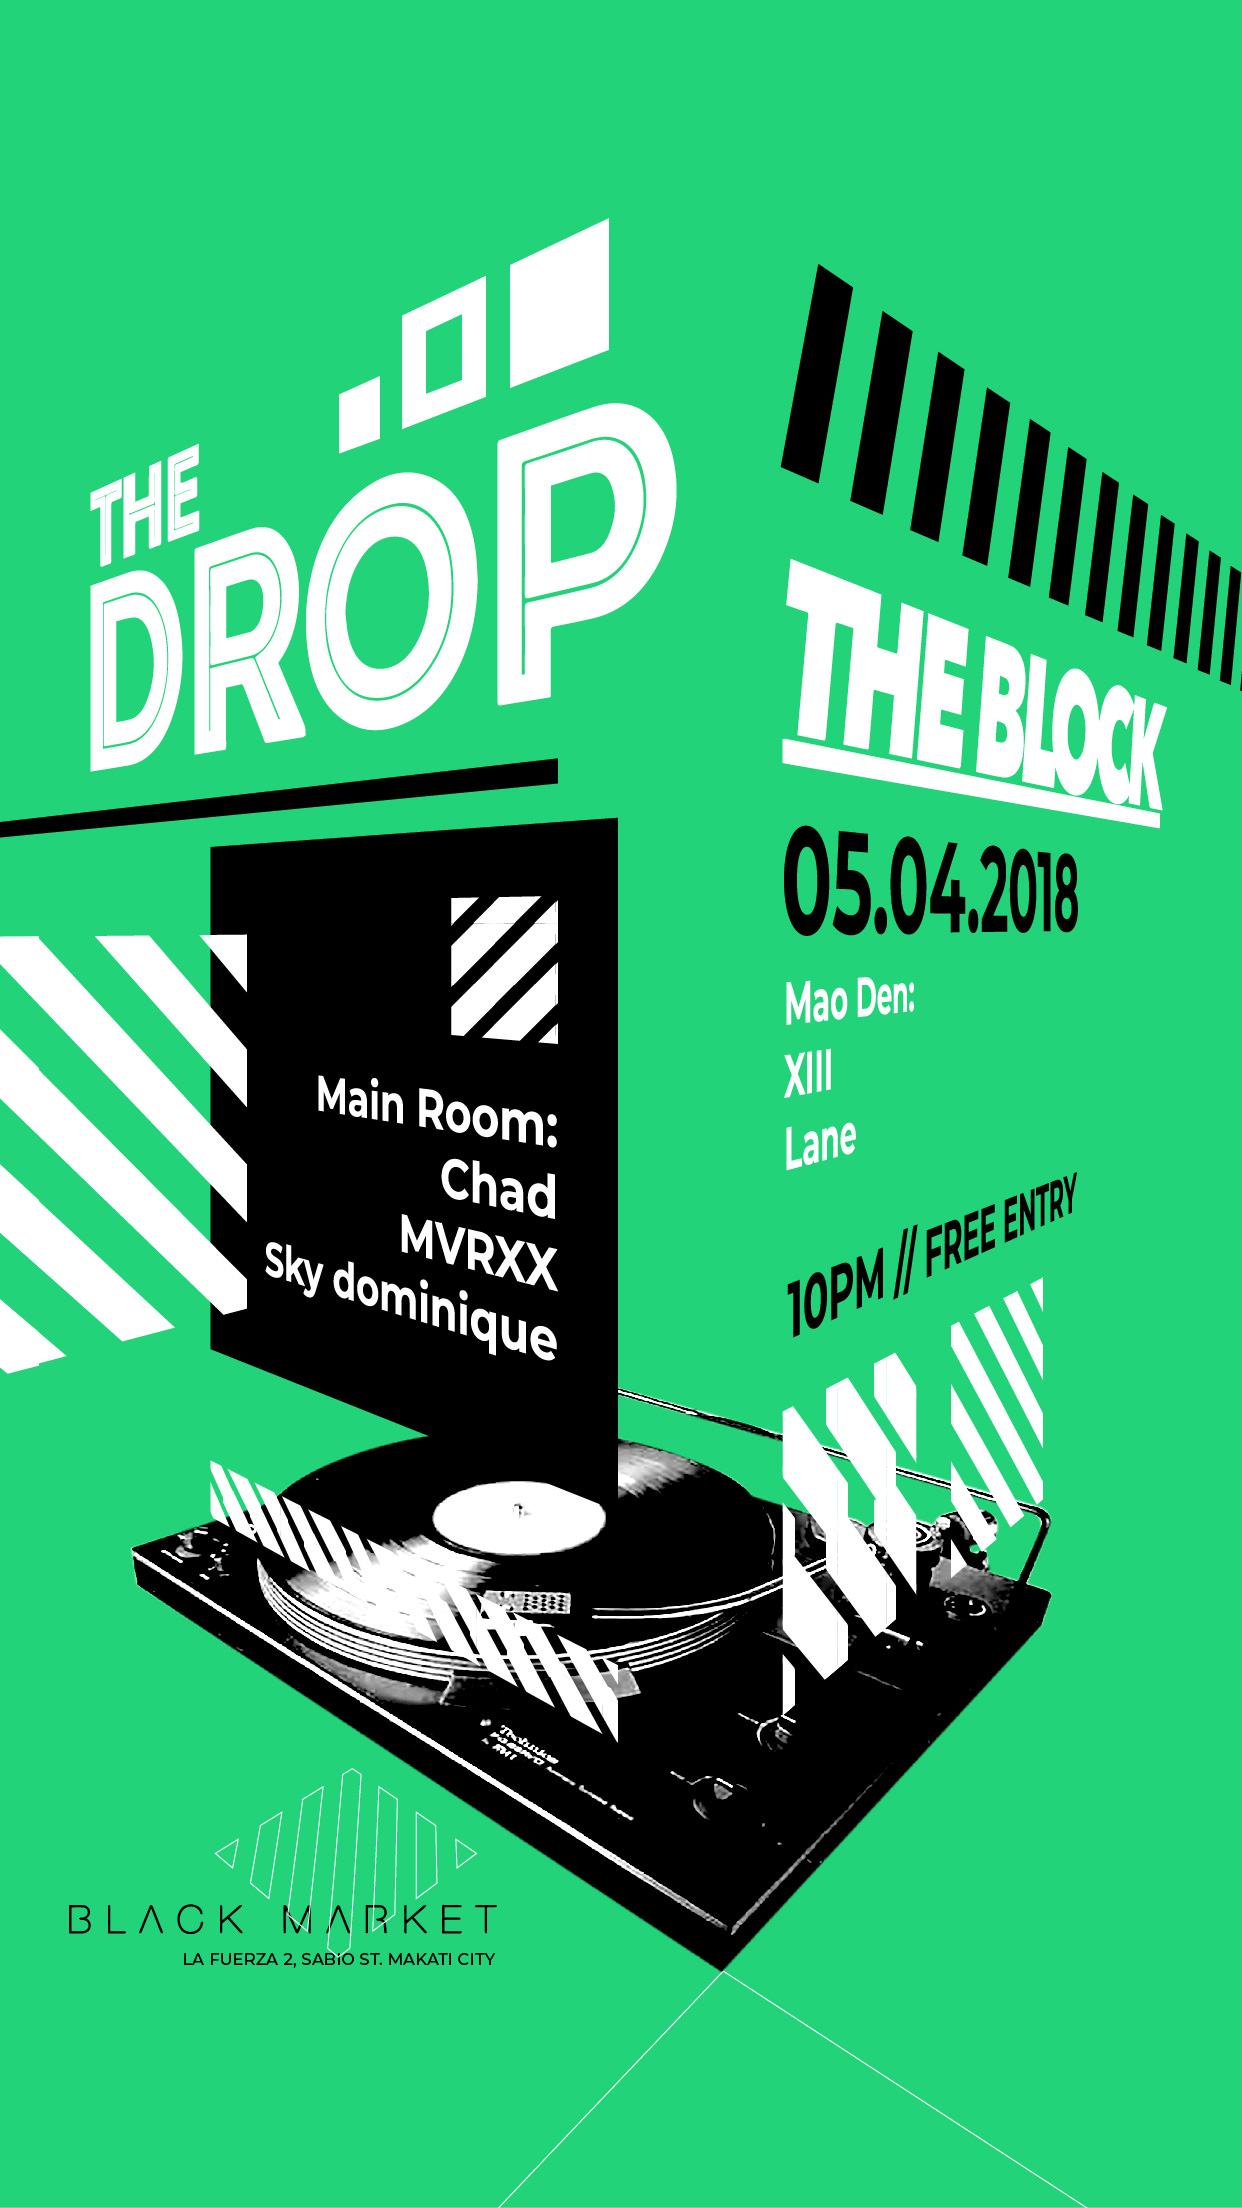 THE
DROP
THE BLOCK
05.04.2018
Mao Den:
XIII
Lane
10PM // FREE ENTRY
Main Room:
Chad
MVRXX
Sky dominique
BLACK MARKET
LA FUERZA 2, SABIO ST. MAKATI CITY